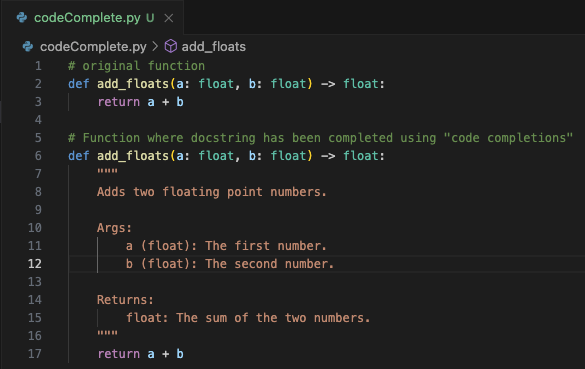 codeComplete.py U ×
codeComplete.py > add_floats
1 # original function
2 def add_floats(a: float, b: float) -> float:
3     return a + b
4
5 # Function where docstring has been completed using "code completions"
6 def add_floats(a: float, b: float) -> float:
7     """
8     Adds two floating point numbers.
9
10     Args:
11         a (float): The first number.
12         b (float): The second number.
13
14     Returns:
15         float: The sum of the two numbers.
16     """
17     return a + b